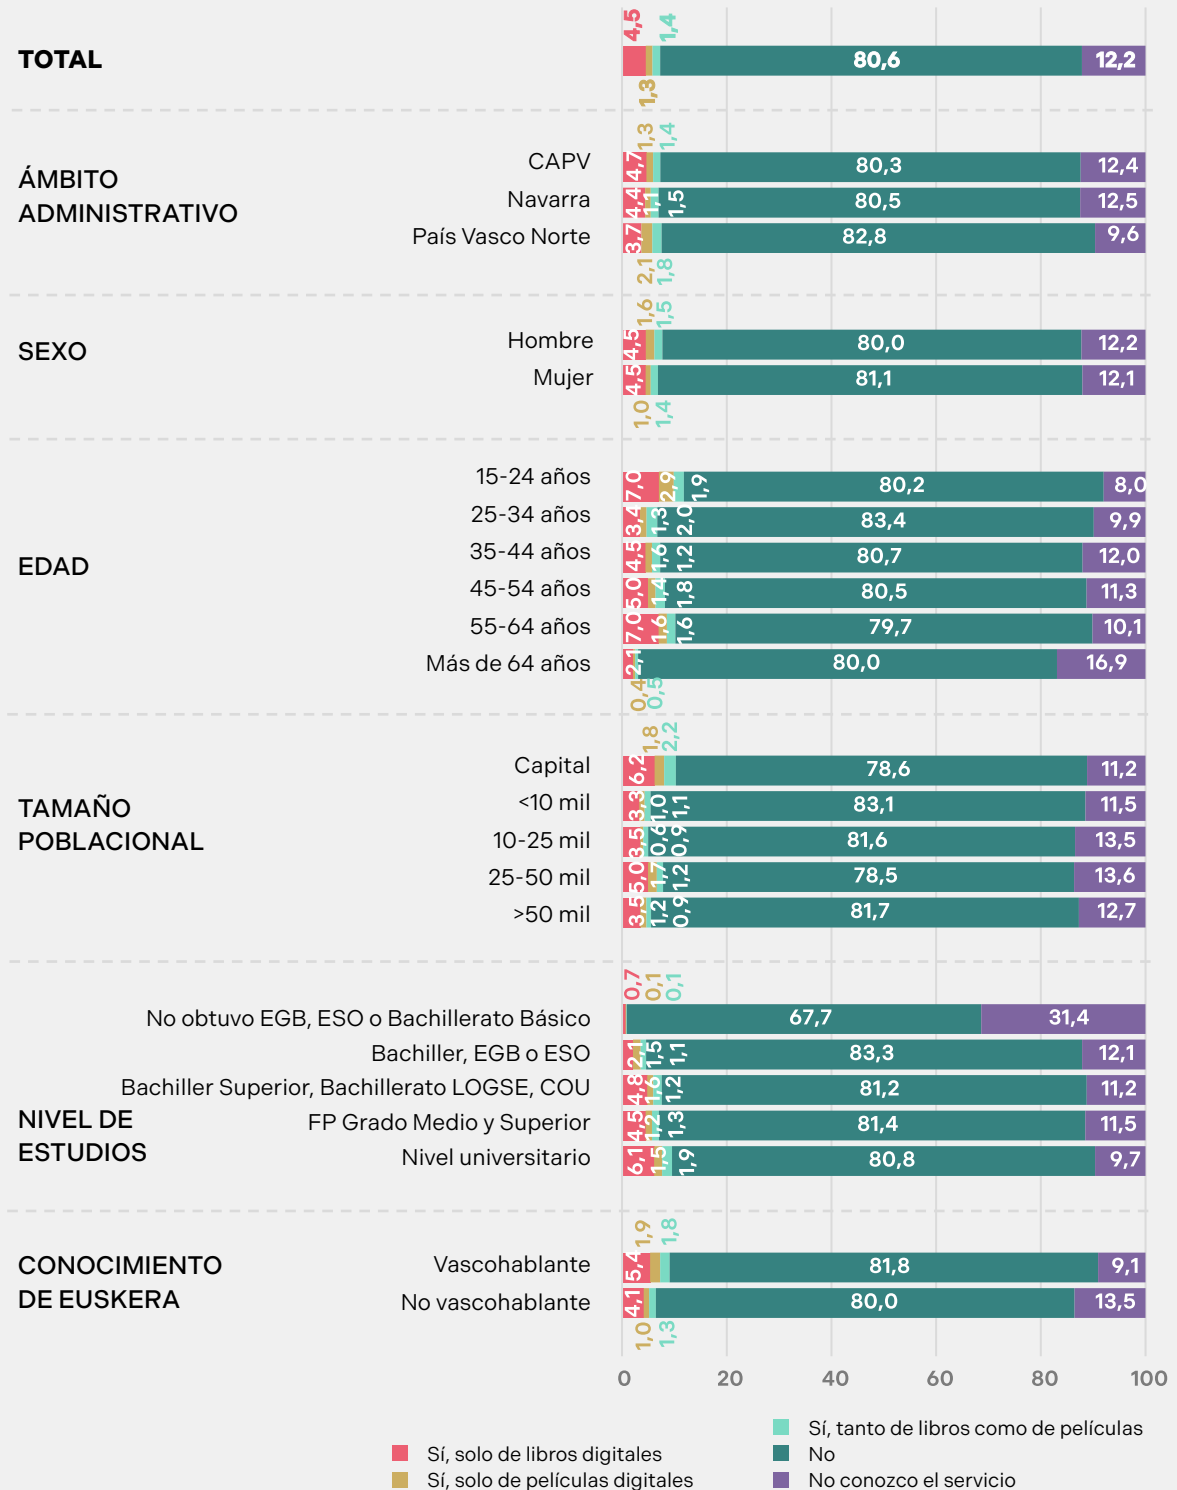 4,5 1,4
TOTAL 80,6 12,2
1,3
1,3 1,4
ÁMBITO
ADMINISTRATIVO
CAPV 4,7 80,3 12,4
Navarra 4,4 1,1 1,5 80,5 12,5
País Vasco Norte 3,7 82,8 9,6
2,1 1,8
1,6 1,5
SEXO
Hombre 4,5 80,0 12,2
Mujer 4,5 81,1 12,1
1,0 1,4
EDAD
15-24 años 7,0 2,9 1,9 80,2 8,0
25-34 años 3,4 1,3 2,0 83,4 9,9
35-44 años 4,5 1,6 1,2 80,7 12,0
45-54 años 5,0 1,4 1,8 80,5 11,3
55-64 años 7,0 1,6 1,6 79,7 10,1
Más de 64 años 2,1 80,0 16,9
0,4 0,5
1,8 2,2
TAMAÑO
POBLACIONAL
Capital 6,2 78,6 11,2
<10 mil 3,3 1,0 1,1 83,1 11,5
10-25 mil 3,5 0,6 0,9 81,6 13,5
25-50 mil 5,0 1,7 1,2 78,5 13,6
>50 mil 3,5 1,2 0,9 81,7 12,7
0,7 0,1 0,1
NIVEL DE
ESTUDIOS
No obtuvo EGB, ESO o Bachillerato Básico 67,7 31,4
Bachiller, EGB o ESO 2,1 1,5 1,1 83,3 12,1
Bachiller Superior, Bachillerato LOGSE, COU 4,8 1,6 1,2 81,2 11,2
FP Grado Medio y Superior 4,5 1,2 1,3 81,4 11,5
Nivel universitario 6,1 1,5 1,9 80,8 9,7
1,9 1,8
CONOCIMIENTO
DE EUSKERA
Vascohablante 5,4 81,8 9,1
No vascohablante 4,1 80,0 13,5
1,0 1,3
0 20 40 60 80 100
Sí, solo de libros digitales
Sí, solo de películas digitales
Sí, tanto de libros como de películas
No
No conozco el servicio